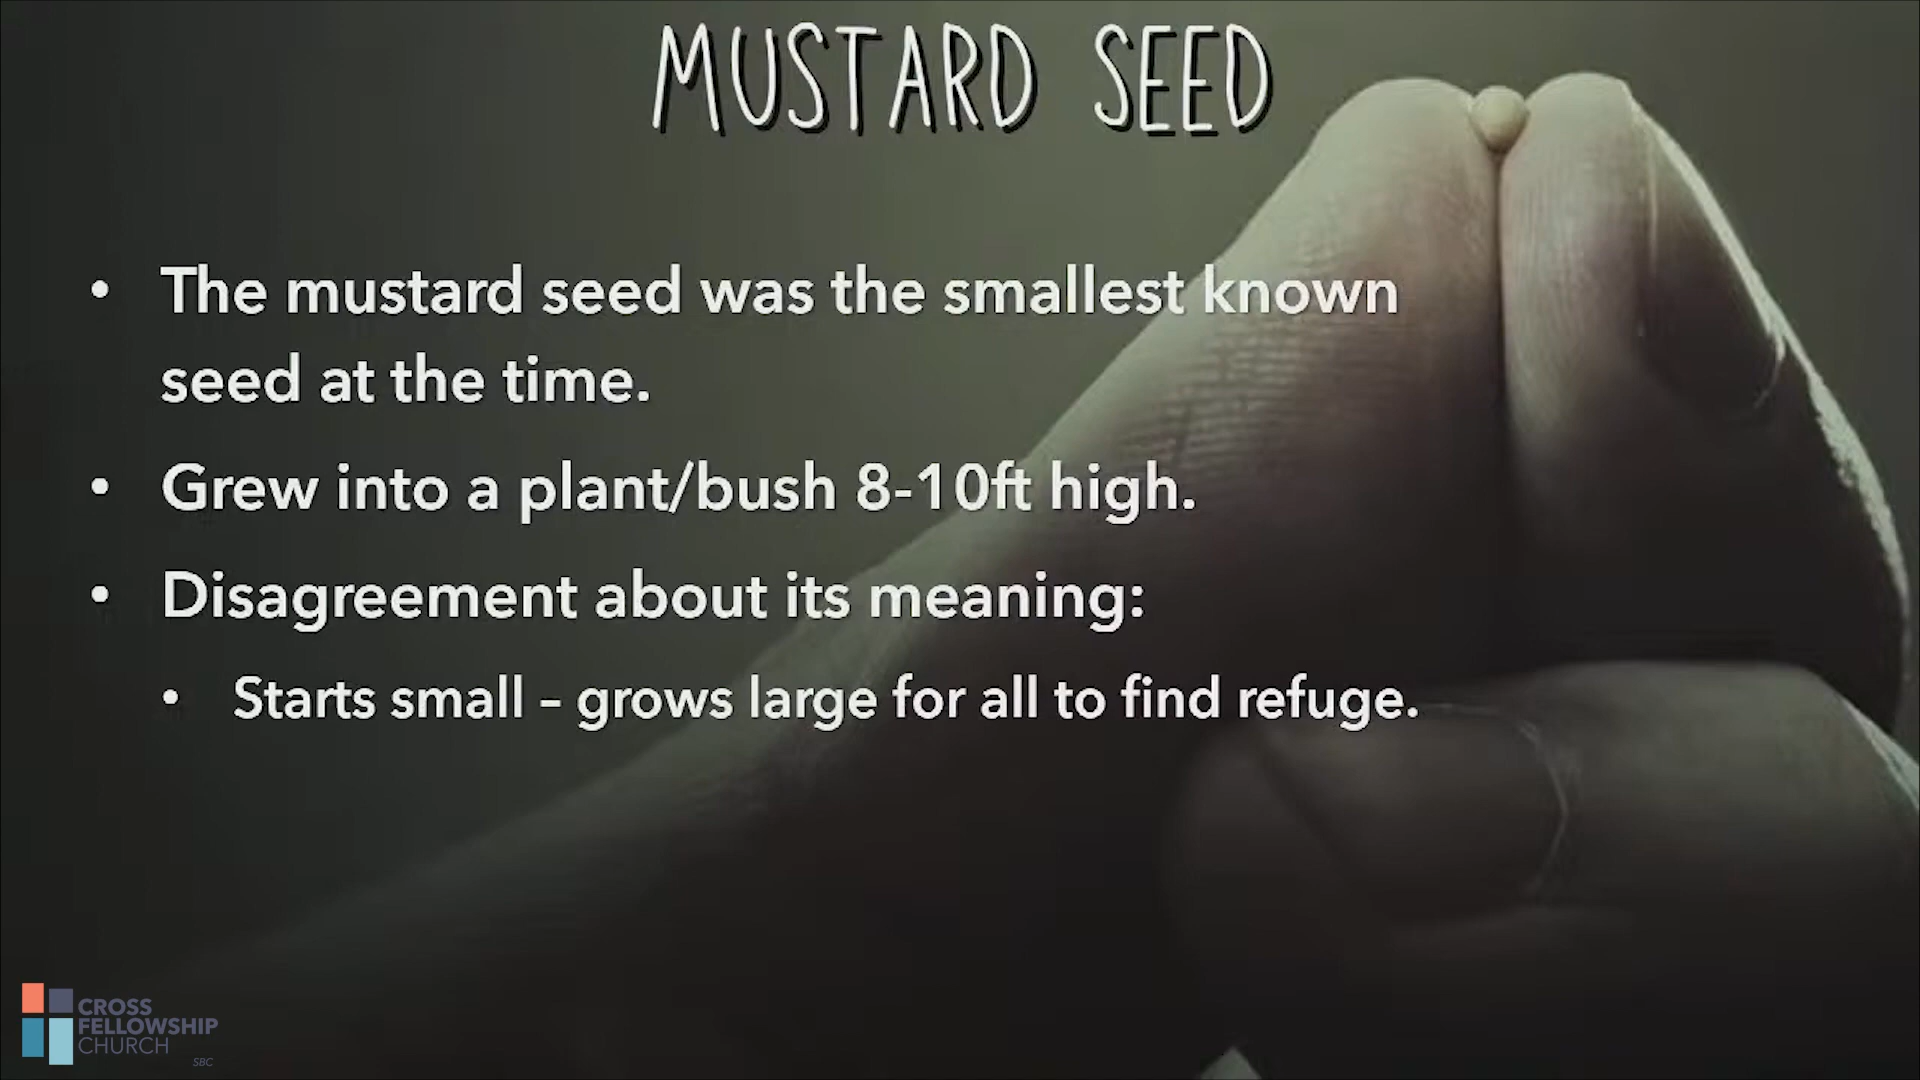 MUSTARD SEED
• The mustard seed was the smallest known
seed at the time.
• Grew into a plant/bush 8-10ft high.
• Disagreement about its meaning:
• Starts small – grows large for all to find refuge.
CROSS
FELLOWSHIP
CHURCH
SBC